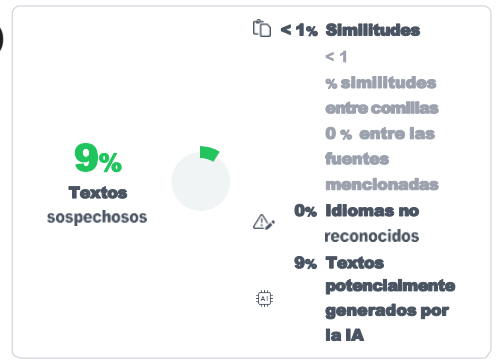 9%
Textos
sospechosos
< 1% Similitudes
< 1
% similitudes
entre comillas
0 % entre las
fuentes
mencionadas
0% Idiomas no
reconocidos
9% Textos
potencialmente
generados por
la IA
AI